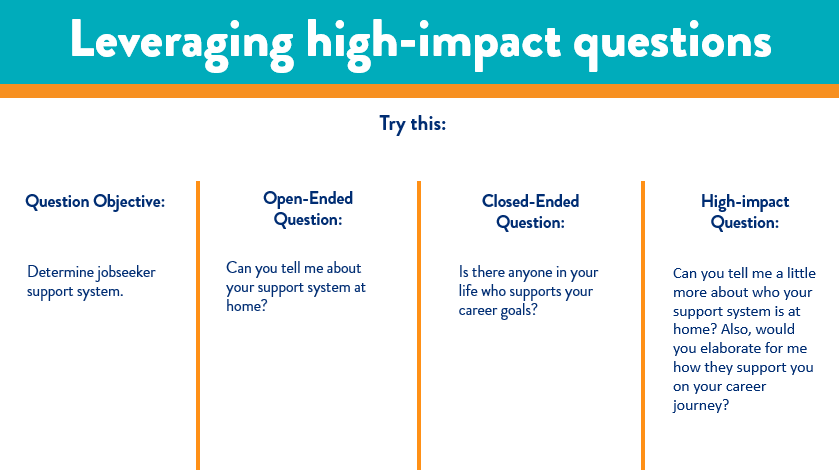 Leveraging high-impact questions
Try this:
Question Objective:
Determine jobseeker
support system.
Open-Ended
Question:
Can you tell me about
your support system at
home?
Closed-Ended
Question:
Is there anyone in your
life who supports your
career goals?
High-impact
Question:
Can you tell me a little
more about who your
support system is at
home? Also, would
you elaborate for me
how they support you
on your career
journey?